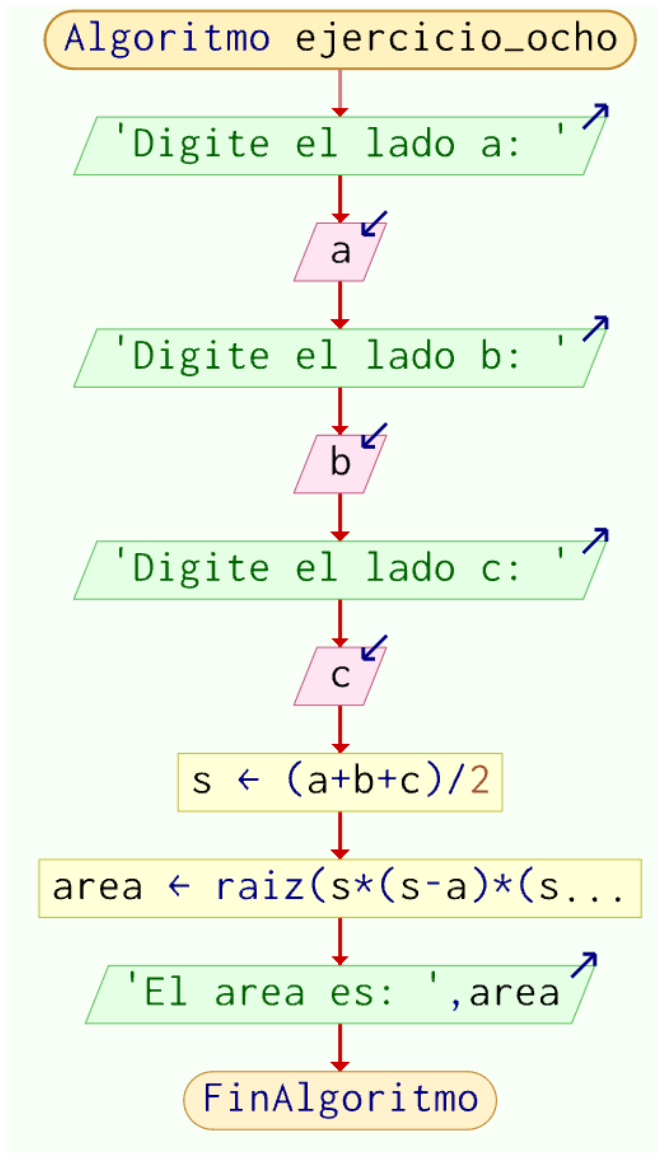 Algoritmo ejercicio_ocho
'Digite el lado a: '
a
'Digite el lado b: '
b
'Digite el lado c: '
c
s ← (a+b+c)/2
area ← raiz(s*(s-a)*(s...
'El area es: ',area
FinAlgoritmo